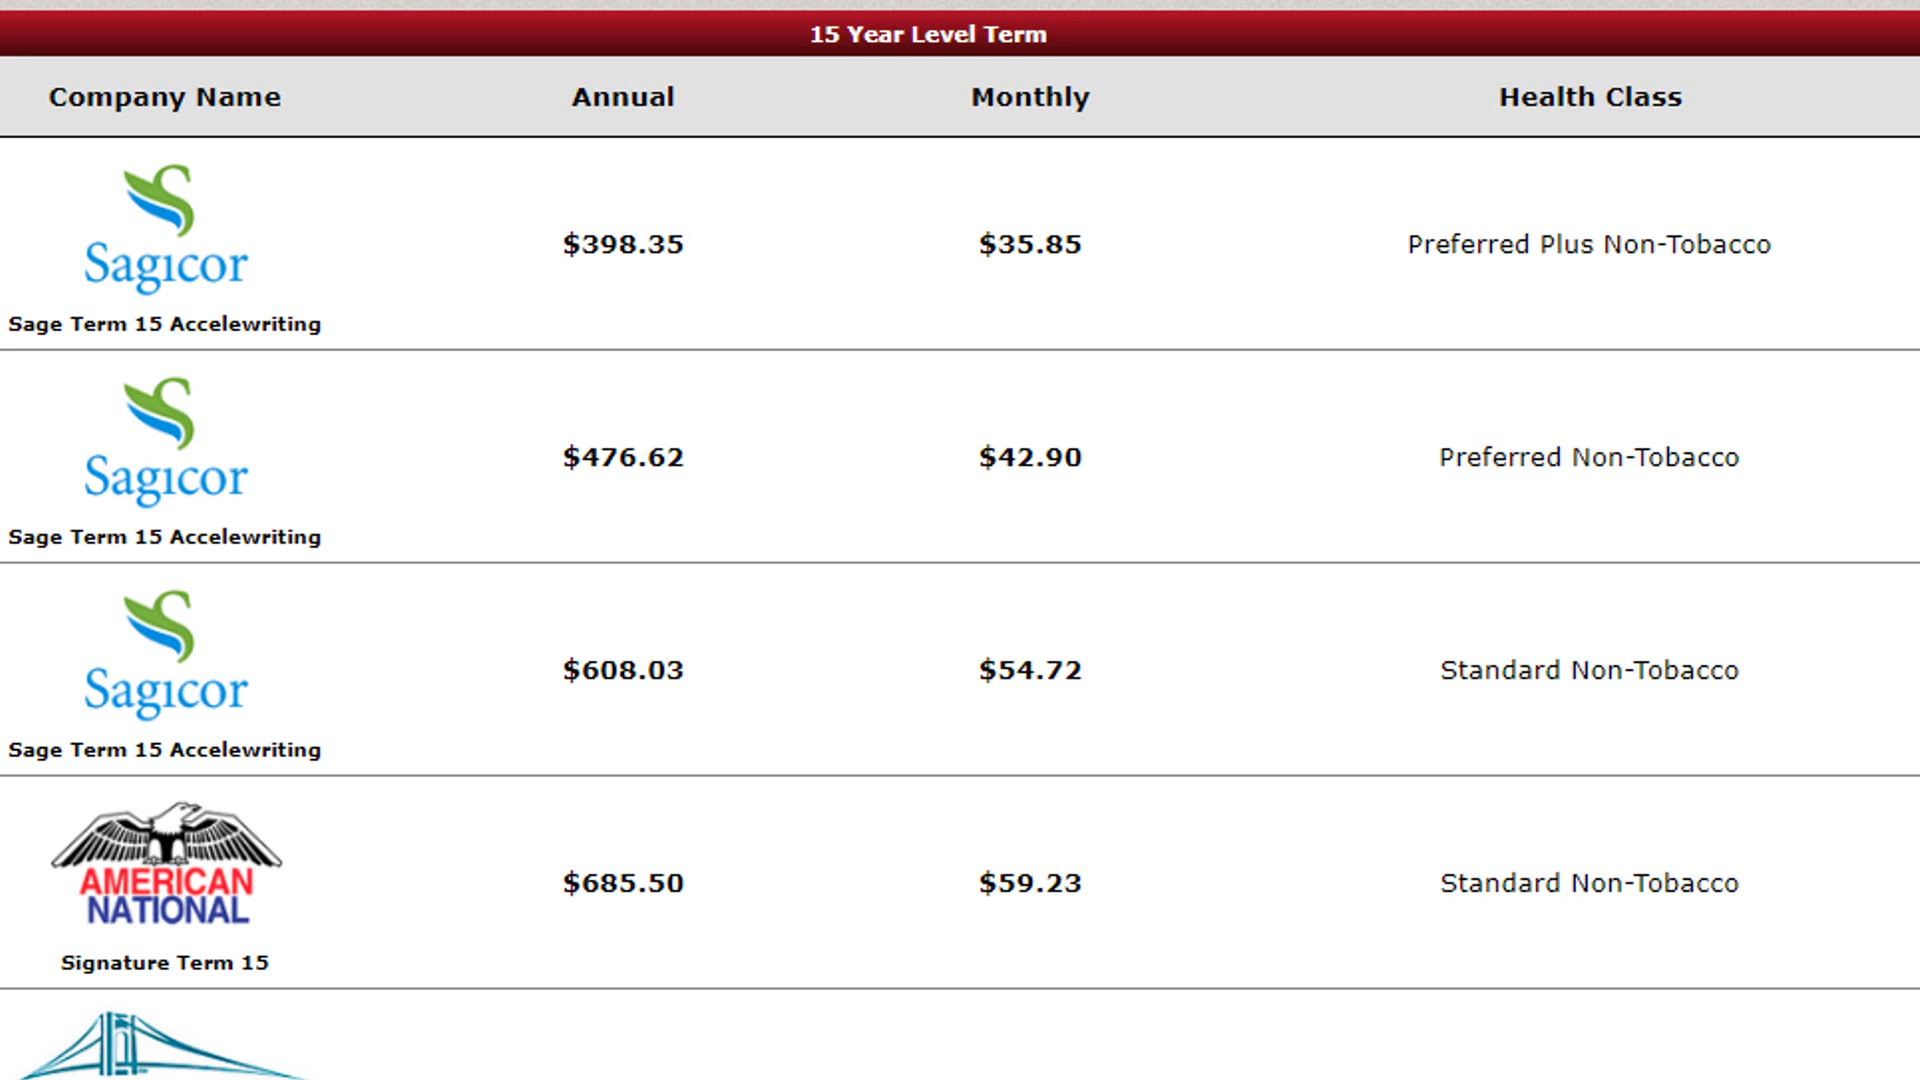 15 Year Level Term
Company Name Annual Monthly Health Class
Sagicor
Sage Term 15 Accelewriting
$398.35 $35.85 Preferred Plus Non-Tobacco
Sagicor
Sage Term 15 Accelewriting
$476.62 $42.90 Preferred Non-Tobacco
Sagicor
Sage Term 15 Accelewriting
$608.03 $54.72 Standard Non-Tobacco
AMERICAN
NATIONAL
Signature Term 15
$685.50 $59.23 Standard Non-Tobacco